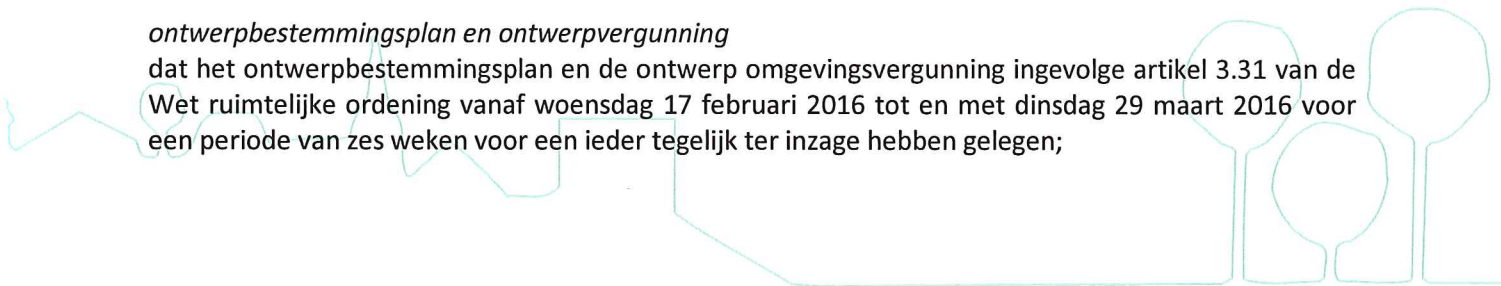 ontwerpbestemmingsplan en ontwerpvergunning
dat het ontwerpbestemmingsplan en de ontwerp omgevingsvergunning ingevolge artikel 3.31 van de
Wet ruimtelijke ordening vanaf woensdag 17 februari 2016 tot en met dinsdag 29 maart 2016 voor
een periode van zes weken voor een ieder tegelijk ter inzage hebben gelegen;